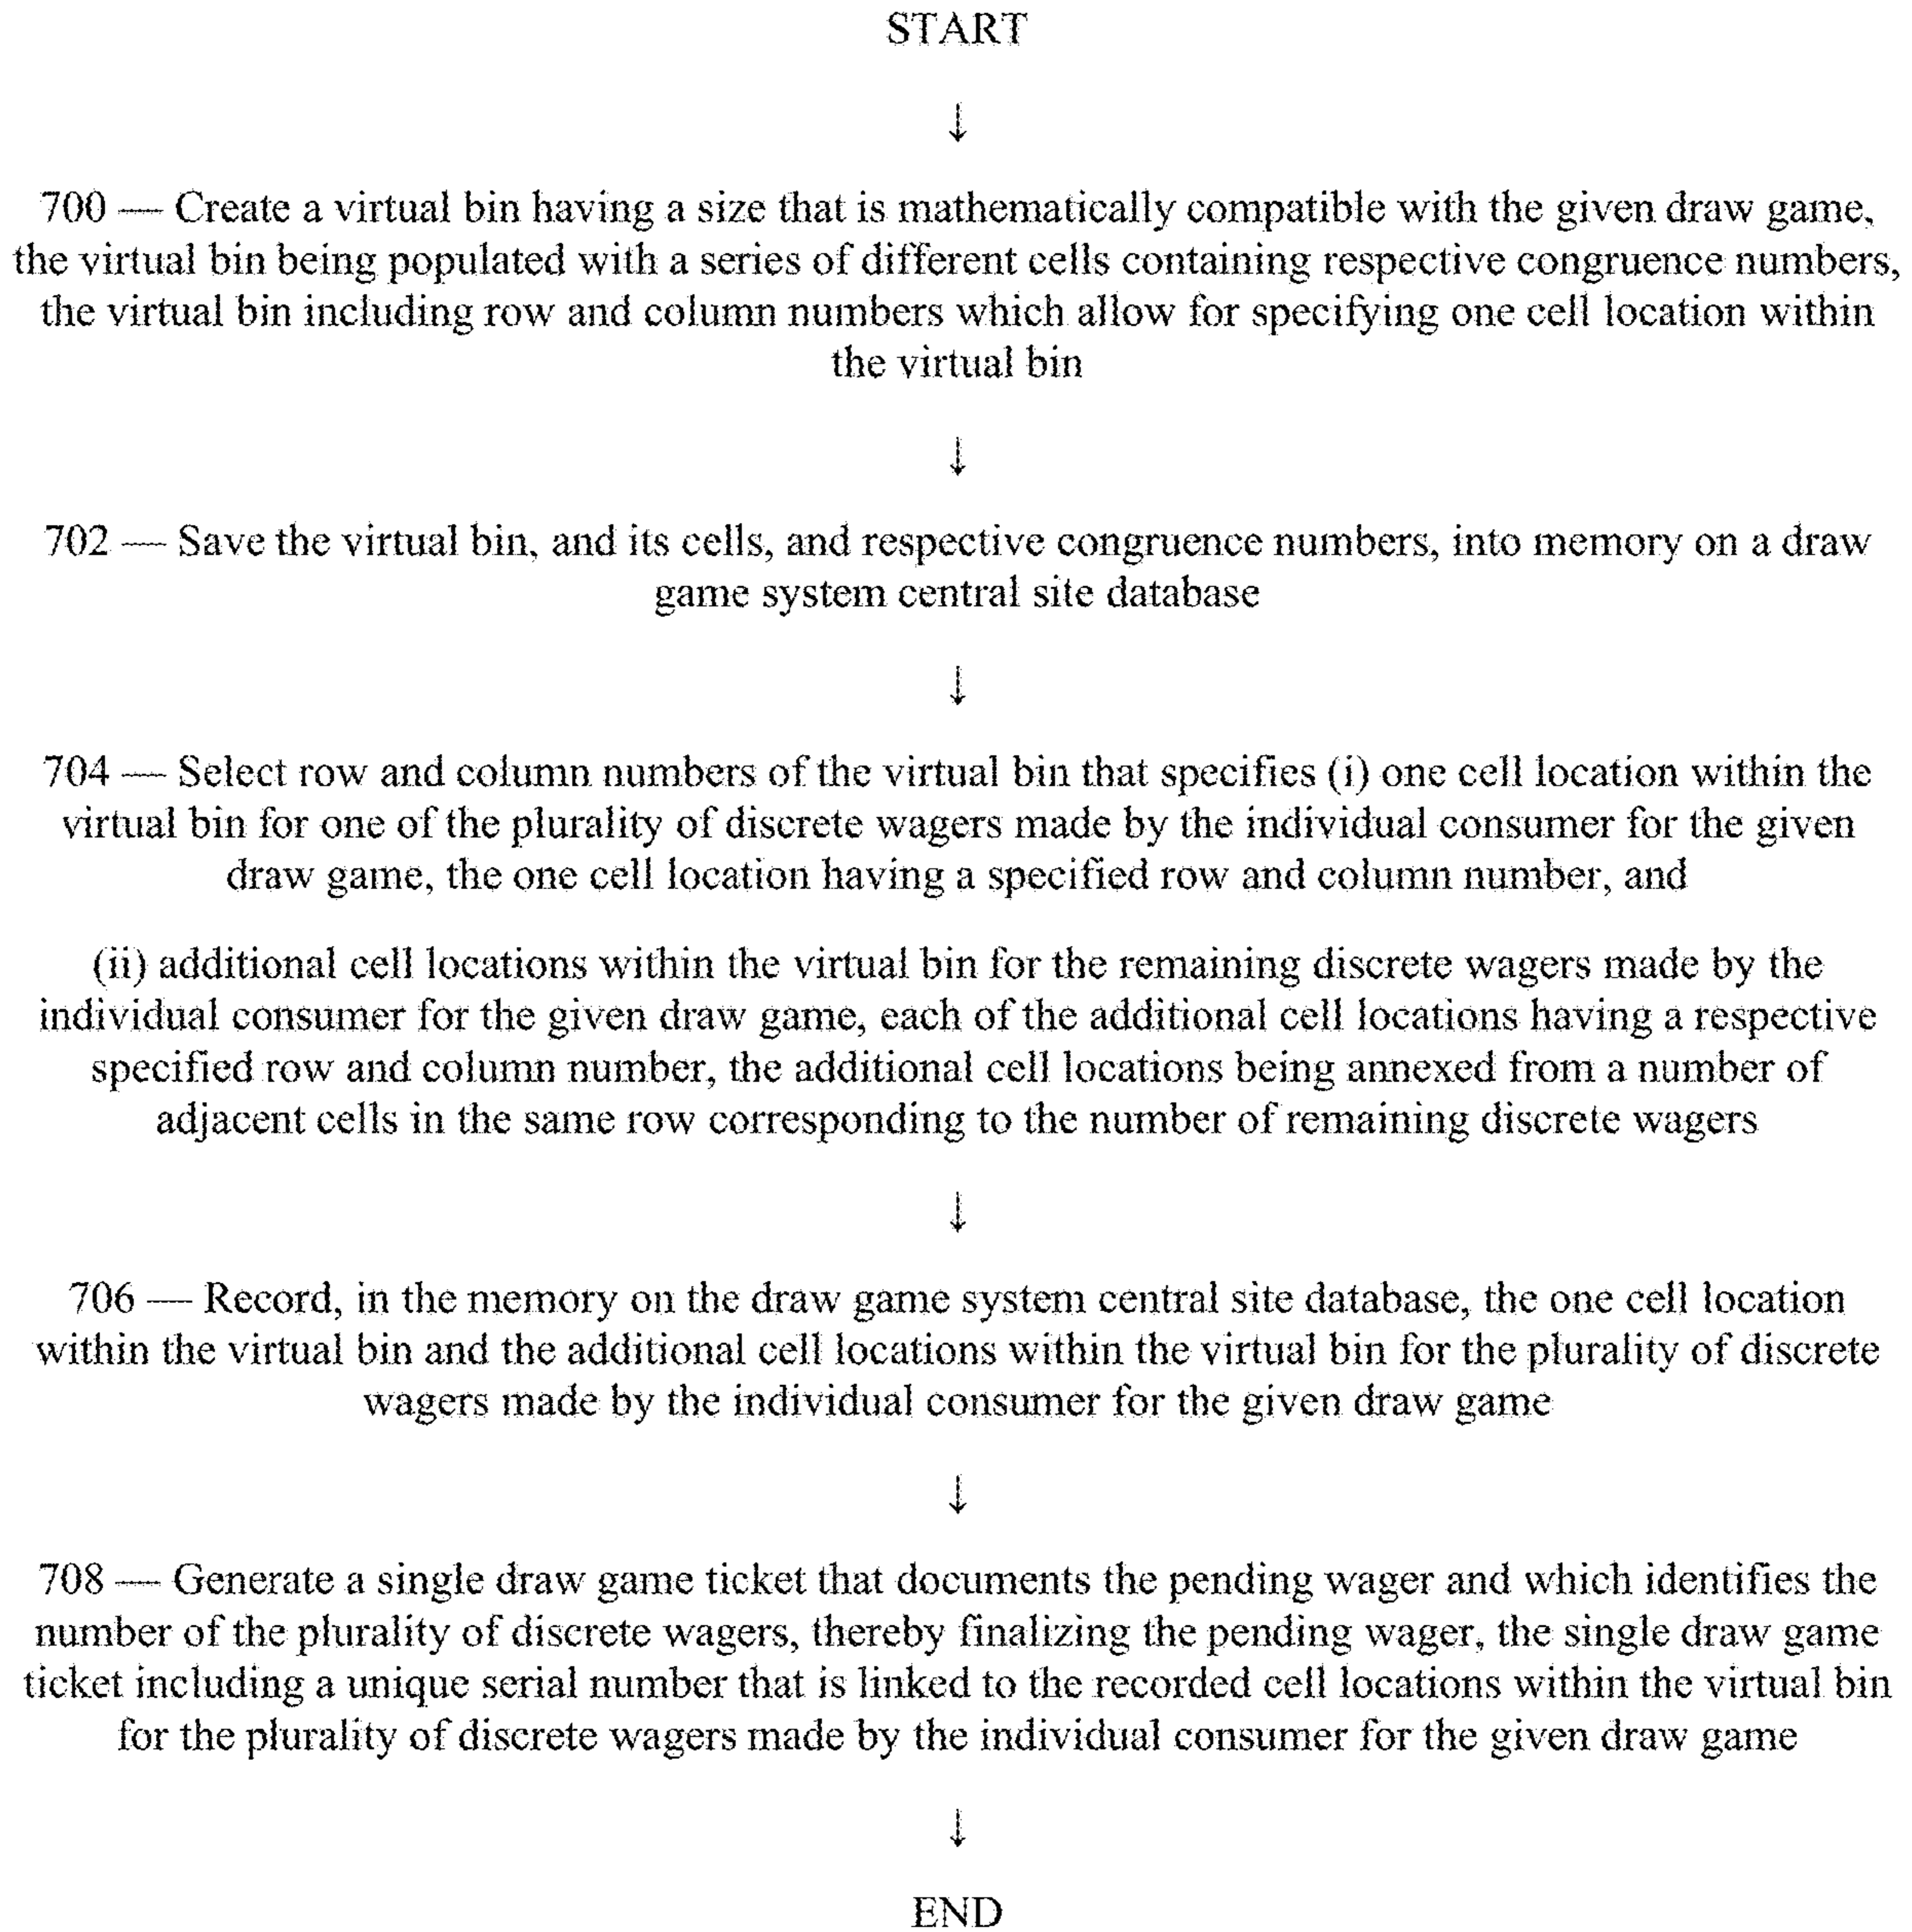 START
↓
700 — Create a virtual bin having a size that is mathematically compatible with the given draw game,
the virtual bin being populated with a series of different cells containing respective congruence numbers,
the virtual bin including row and column numbers which allow for specifying one cell location within
the virtual bin
↓
702 — Save the virtual bin, and its cells, and respective congruence numbers, into memory on a draw
game system central site database
↓
704 — Select row and column numbers of the virtual bin that specifies (i) one cell location within the
virtual bin for one of the plurality of discrete wagers made by the individual consumer for the given
draw game, the one cell location having a specified row and column number, and
(ii) additional cell locations within the virtual bin for the remaining discrete wagers made by the
individual consumer for the given draw game, each of the additional cell locations having a respective
specified row and column number, the additional cell locations being annexed from a number of
adjacent cells in the same row corresponding to the number of remaining discrete wagers
↓
706 — Record, in the memory on the draw game system central site database, the one cell location
within the virtual bin and the additional cell locations within the virtual bin for the plurality of discrete
wagers made by the individual consumer for the given draw game
↓
708 — Generate a single draw game ticket that documents the pending wager and which identifies the
number of the plurality of discrete wagers, thereby finalizing the pending wager, the single draw game
ticket including a unique serial number that is linked to the recorded cell locations within the virtual bin
for the plurality of discrete wagers made by the individual consumer for the given draw game
↓
END